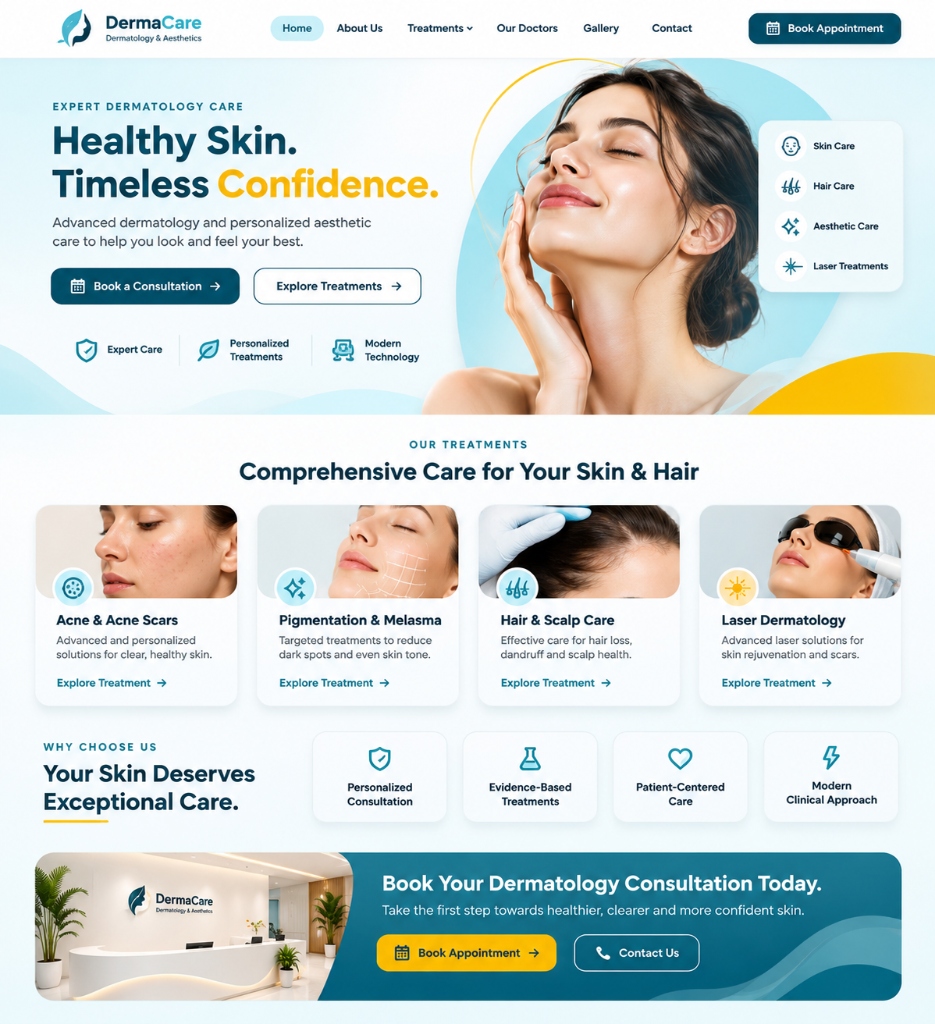 DermaCare
Dermatology & Aesthetics
Home
About Us
Treatments
Our Doctors
Gallery
Contact
Book Appointment
EXPERT DERMATOLOGY CARE
Healthy Skin.
Timeless Confidence.
Advanced dermatology and personalized aesthetic
care to help you look and feel your best.
Book a Consultation →
Explore Treatments →
Expert Care
Personalized
Treatments
Modern
Technology
Skin Care
Hair Care
Aesthetic Care
Laser Treatments
OUR TREATMENTS
Comprehensive Care for Your Skin & Hair
Acne & Acne Scars
Advanced and personalized
solutions for clear, healthy skin.
Explore Treatment →
Pigmentation & Melasma
Targeted treatments to reduce
dark spots and even skin tone.
Explore Treatment →
Hair & Scalp Care
Effective care for hair loss,
dandruff and scalp health.
Explore Treatment →
Laser Dermatology
Advanced laser solutions for
skin rejuvenation and scars.
Explore Treatment →
WHY CHOOSE US
Your Skin Deserves
Exceptional Care.
Personalized
Consultation
Evidence-Based
Treatments
Patient-Centered
Care
Modern
Clinical Approach
DermaCare
Dermatology & Aesthetics
Book Your Dermatology Consultation Today.
Take the first step towards healthier, clearer and more confident skin.
Book Appointment →
Contact Us